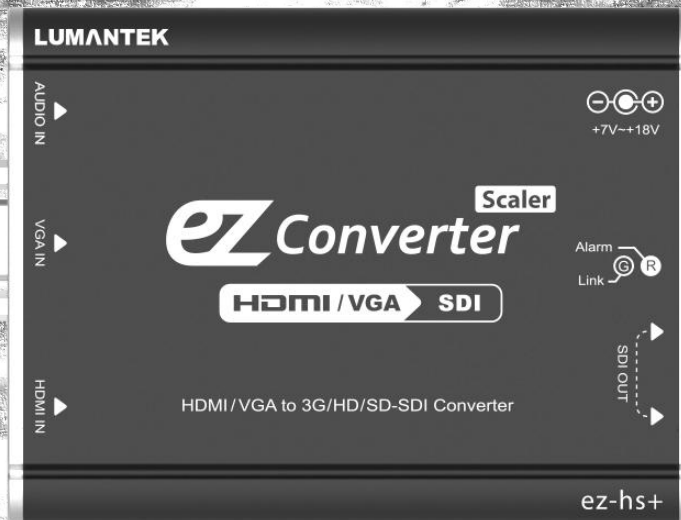 LUMANTEK
AUDIO IN
VGA IN
HDMI IN
+7V~+18V
ez Converter Scaler
HDMI / VGA SDI
HDMI / VGA to 3G/HD/SD-SDI Converter
Alarm
Link
G R
SDI OUT
ez-hs+